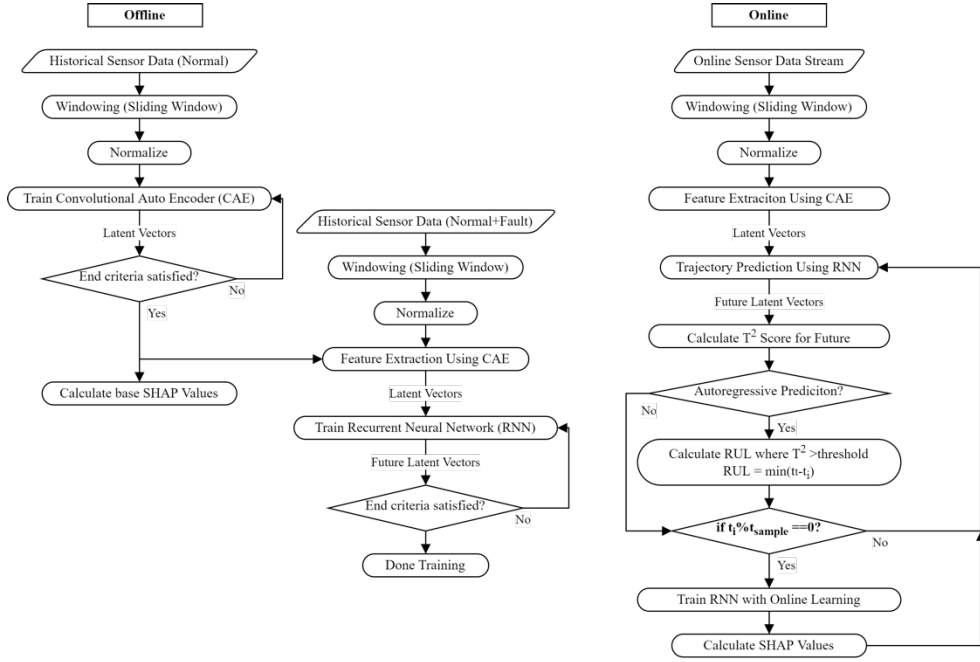 Offline
Historical Sensor Data (Normal)
Windowing (Sliding Window)
Normalize
Train Convolutional Auto Encoder (CAE)
Latent Vectors
End criteria satisfied?
No
Yes
Calculate base SHAP Values
Historical Sensor Data (Normal+Fault)
Windowing (Sliding Window)
Normalize
Feature Extraction Using CAE
Latent Vectors
Train Recurrent Neural Network (RNN)
Future Latent Vectors
End criteria satisfied?
No
Done Training
Online
Online Sensor Data Stream
Windowing (Sliding Window)
Normalize
Feature Extraciton Using CAE
Latent Vectors
Trajectory Prediction Using RNN
Future Latent Vectors
Calculate T² Score for Future
Autoregressive Prediciton?
No
Yes
Calculate RUL where T² >threshold
RUL = min(tt-ti)
if ti%tsample ==0?
No
Yes
Train RNN with Online Learning
Calculate SHAP Values